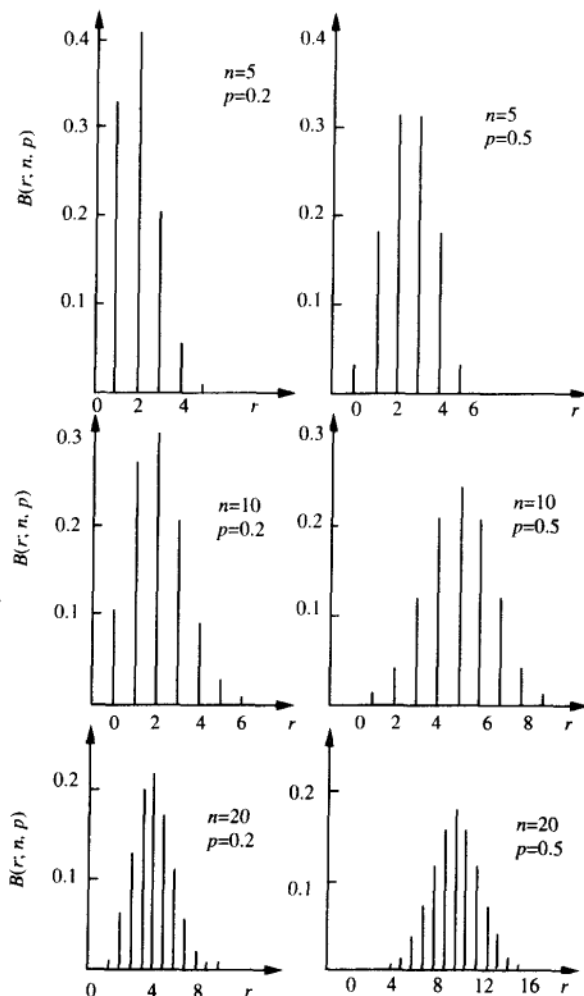 0.4
0.3
0.2
0.1
B(r; n, p)
n=5
p=0.2
0 2 4 r
0.4
0.3
0.2
0.1
n=5
p=0.5
0 2 4 6 r
0.3
0.2
0.1
B(r; n, p)
n=10
p=0.2
0 2 4 6 r
0.3
0.2
0.1
n=10
p=0.5
0 2 4 6 8 r
0.2
0.1
B(r; n, p)
n=20
p=0.2
0 4 8 r
0.2
0.1
n=20
p=0.5
0 4 8 12 16 r